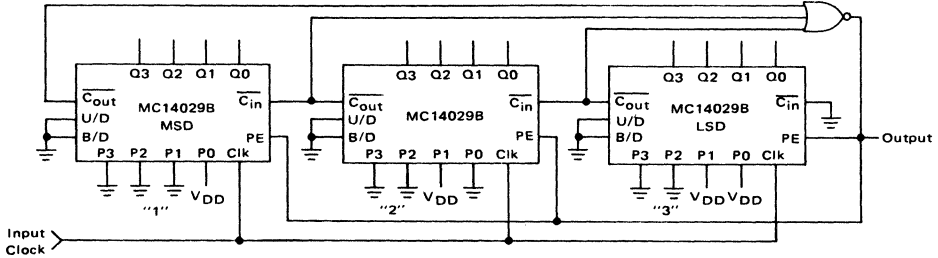 Q3 Q2 Q1 Q0 Q3 Q2 Q1 Q0 Q3 Q2 Q1 Q0
Cout Cin Cout Cin Cout Cin
MC14029B MC14029B MC14029B
U/D U/D U/D
MSD LSD
B/D PE B/D PE B/D PE Output
P3 P2 P1 P0 Clk P3 P2 P1 P0 Clk P3 P2 P1 P0 Clk
VDD VDD VDD VDD
"1" "2" "3"
Input
Clock